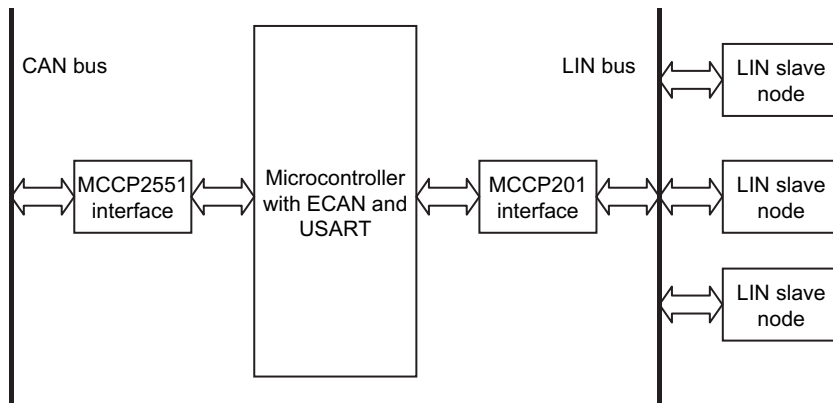 CAN bus
LIN bus
LIN slave
node
MCCP2551
interface
Microcontroller
with ECAN and
USART
MCCP201
interface
LIN slave
node
LIN slave
node